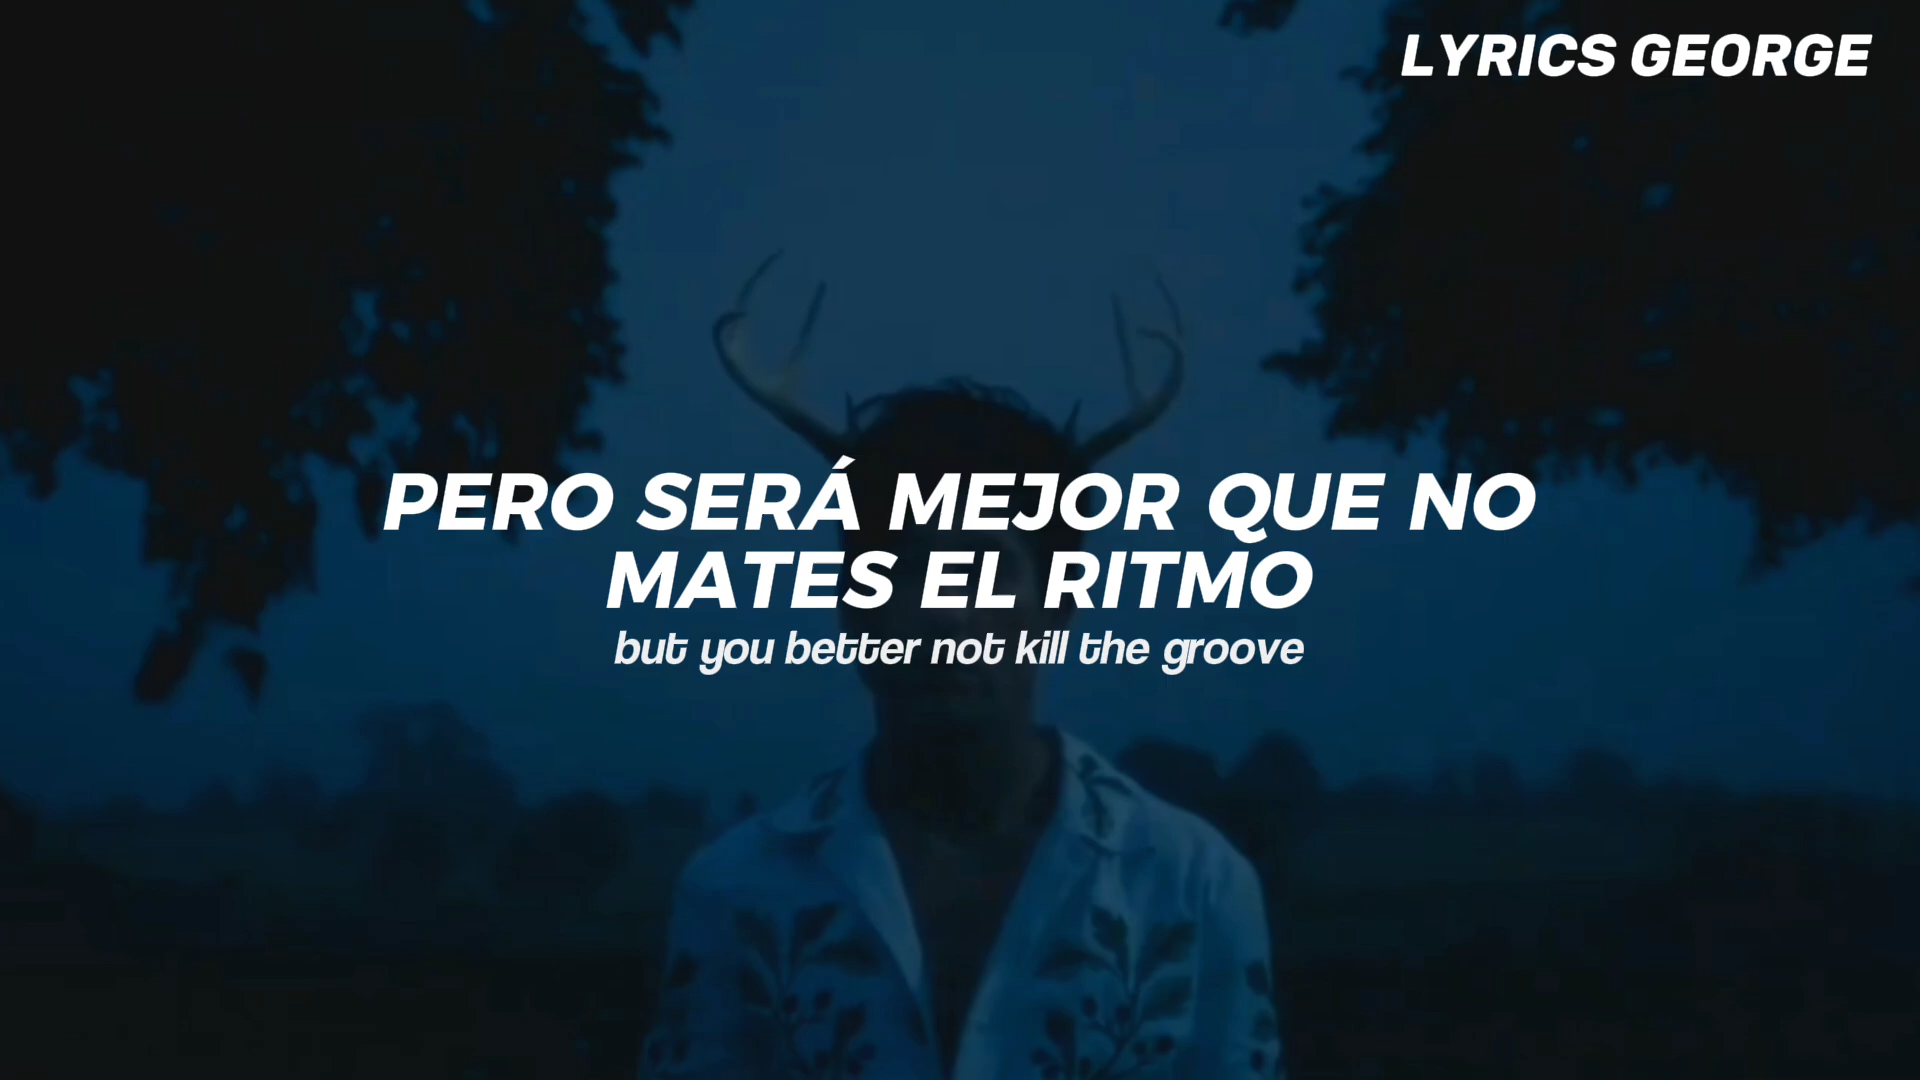 LYRICS GEORGE
PERO SERÁ MEJOR QUE NO
MATES EL RITMO
but you better not kill the groove